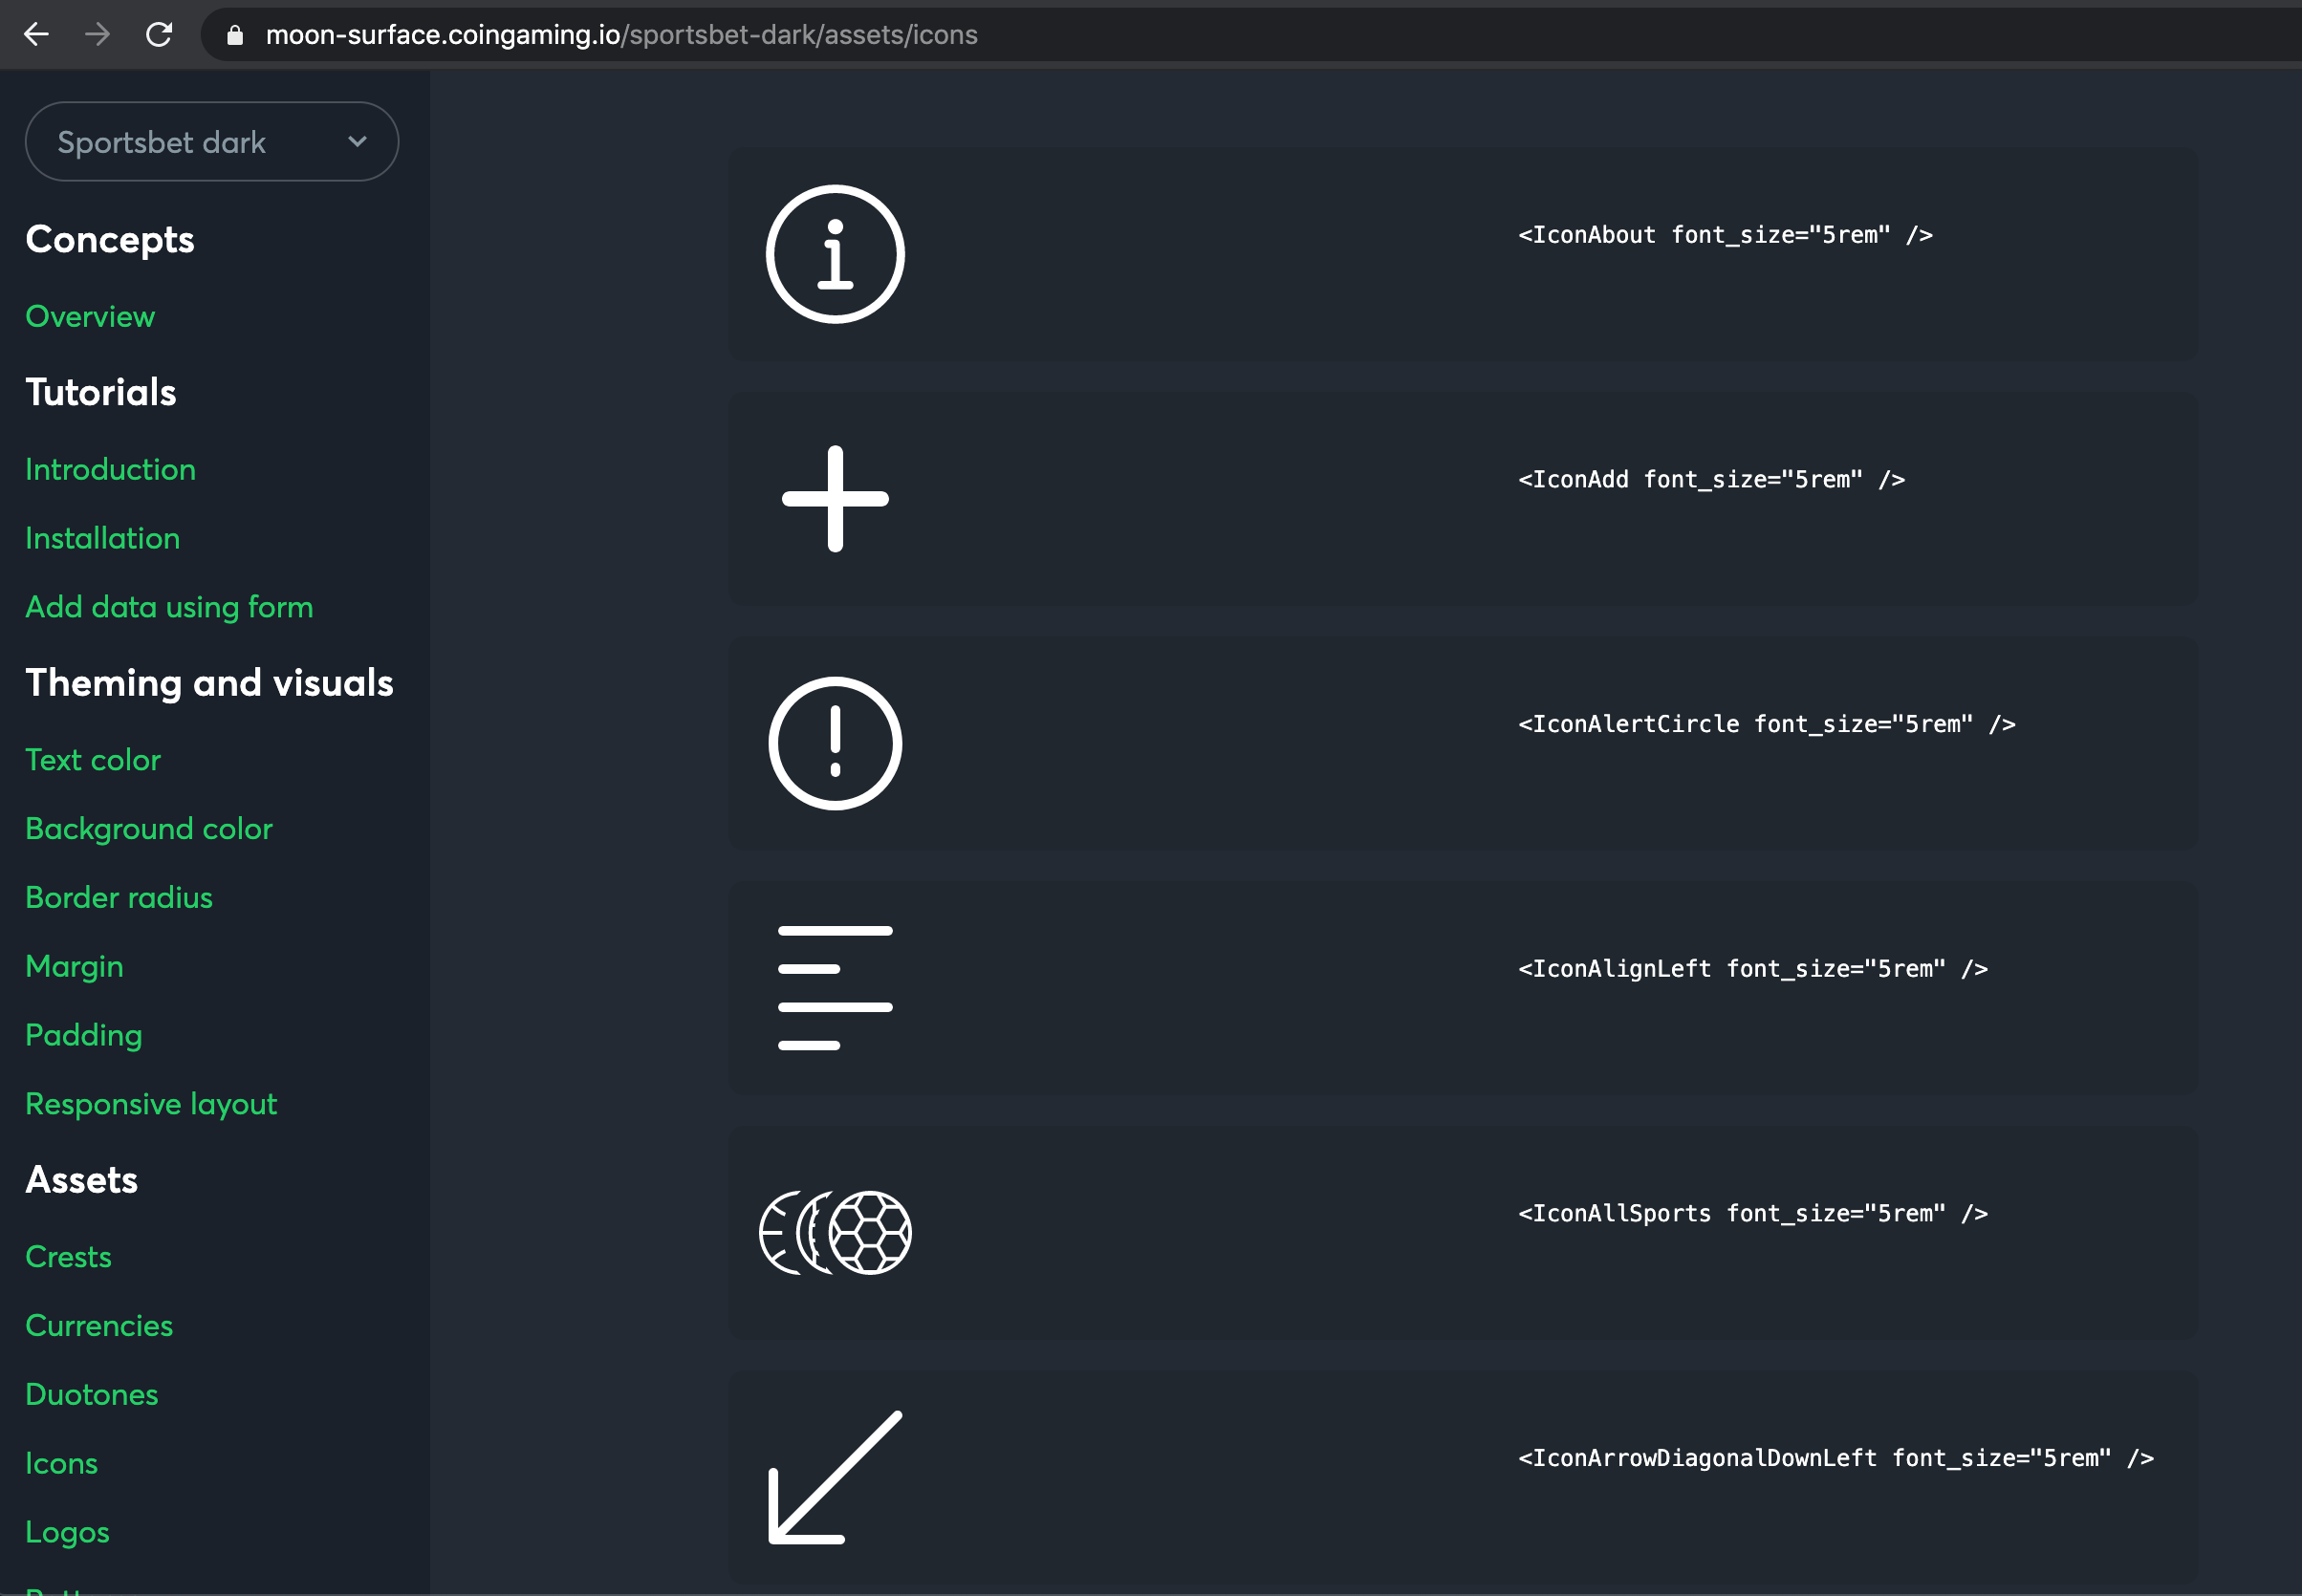 moon-surface.coingaming.io/sportsbet-dark/assets/icons
Sportsbet dark
Concepts
Overview
Tutorials
Introduction
Installation
Add data using form
Theming and visuals
Text color
Background color
Border radius
Margin
Padding
Responsive layout
Assets
Crests
Currencies
Duotones
Icons
Logos
<IconAbout font_size="5rem" />
<IconAdd font_size="5rem" />
<IconAlertCircle font_size="5rem" />
<IconAlignLeft font_size="5rem" />
<IconAllSports font_size="5rem" />
<IconArrowDiagonalDownLeft font_size="5rem" />